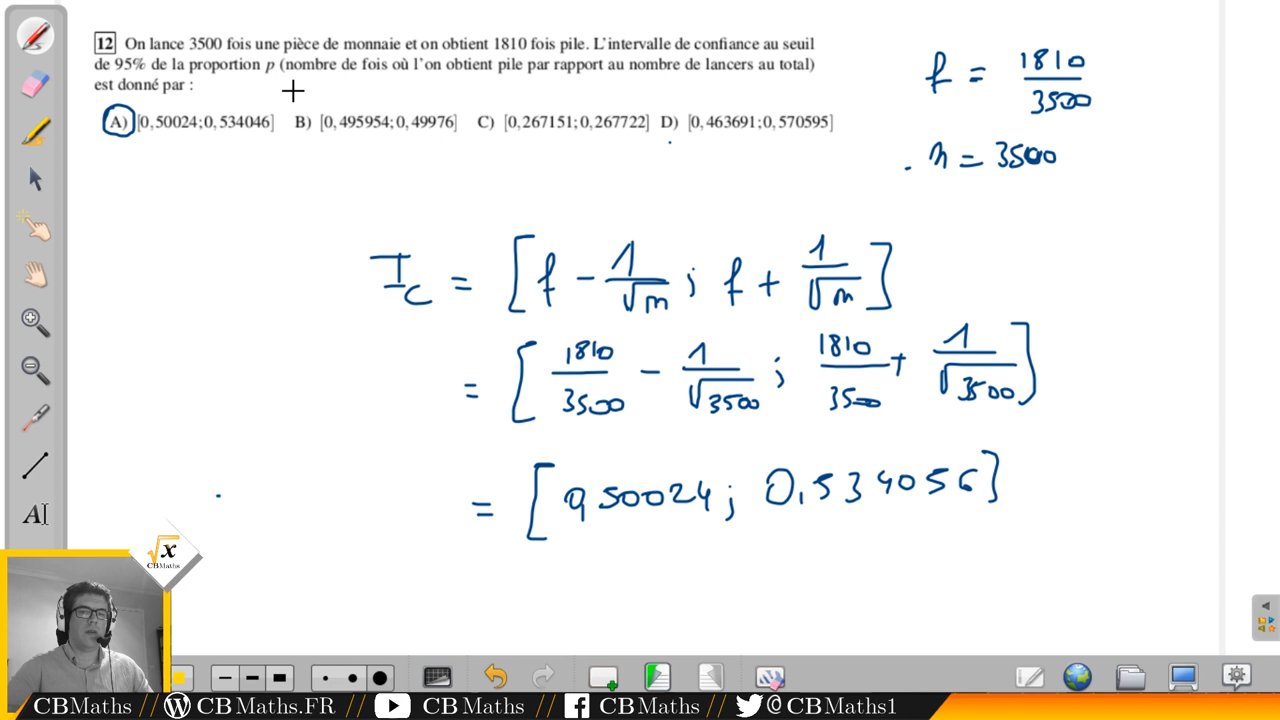 12 On lance 3500 fois une pièce de monnaie et on obtient 1810 fois pile. L'intervalle de confiance au seuil
de 95% de la proportion p (nombre de fois où l'on obtient pile par rapport au nombre de lancers au total)
est donné par :
A) [0,50024;0,534046] B) [0,495954;0,49976] C) [0,267151;0,267722] D) [0,463691;0,570595]
f = 1810/3500
. n = 3500
I_C = [f - 1/√n ; f + 1/√n]
= [1810/3500 - 1/√3500 ; 1810/3500 + 1/√3500]
= [0,50024 ; 0,534056]
AI
√x
CBMaths
CBMaths CBMaths.FR CBMaths CBMaths @CBMaths1